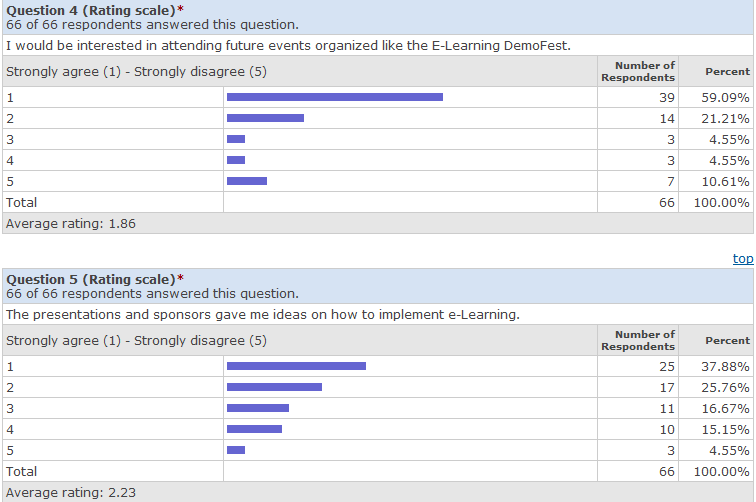 Question 4 (Rating scale)*
66 of 66 respondents answered this question.
I would be interested in attending future events organized like the E-Learning DemoFest.
Strongly agree (1) - Strongly disagree (5) Number of Respondents Percent
1 39 59.09%
2 14 21.21%
3 3 4.55%
4 3 4.55%
5 7 10.61%
Total 66 100.00%
Average rating: 1.86
top
Question 5 (Rating scale)*
66 of 66 respondents answered this question.
The presentations and sponsors gave me ideas on how to implement e-Learning.
Strongly agree (1) - Strongly disagree (5) Number of Respondents Percent
1 25 37.88%
2 17 25.76%
3 11 16.67%
4 10 15.15%
5 3 4.55%
Total 66 100.00%
Average rating: 2.23